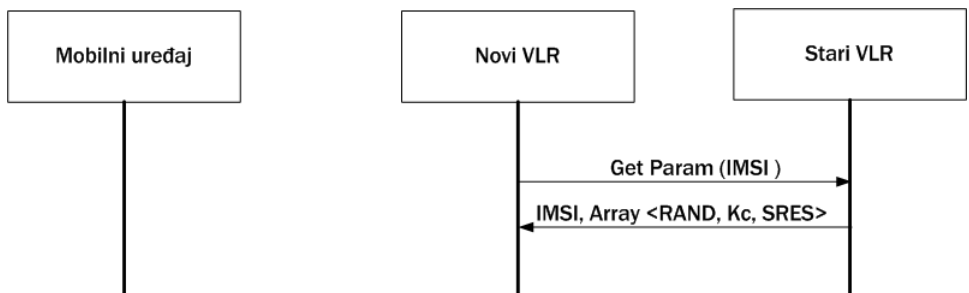 Mobilni uređaj
Novi VLR
Stari VLR
Get Param (IMSI )
IMSI, Array <RAND, Kc, SRES>